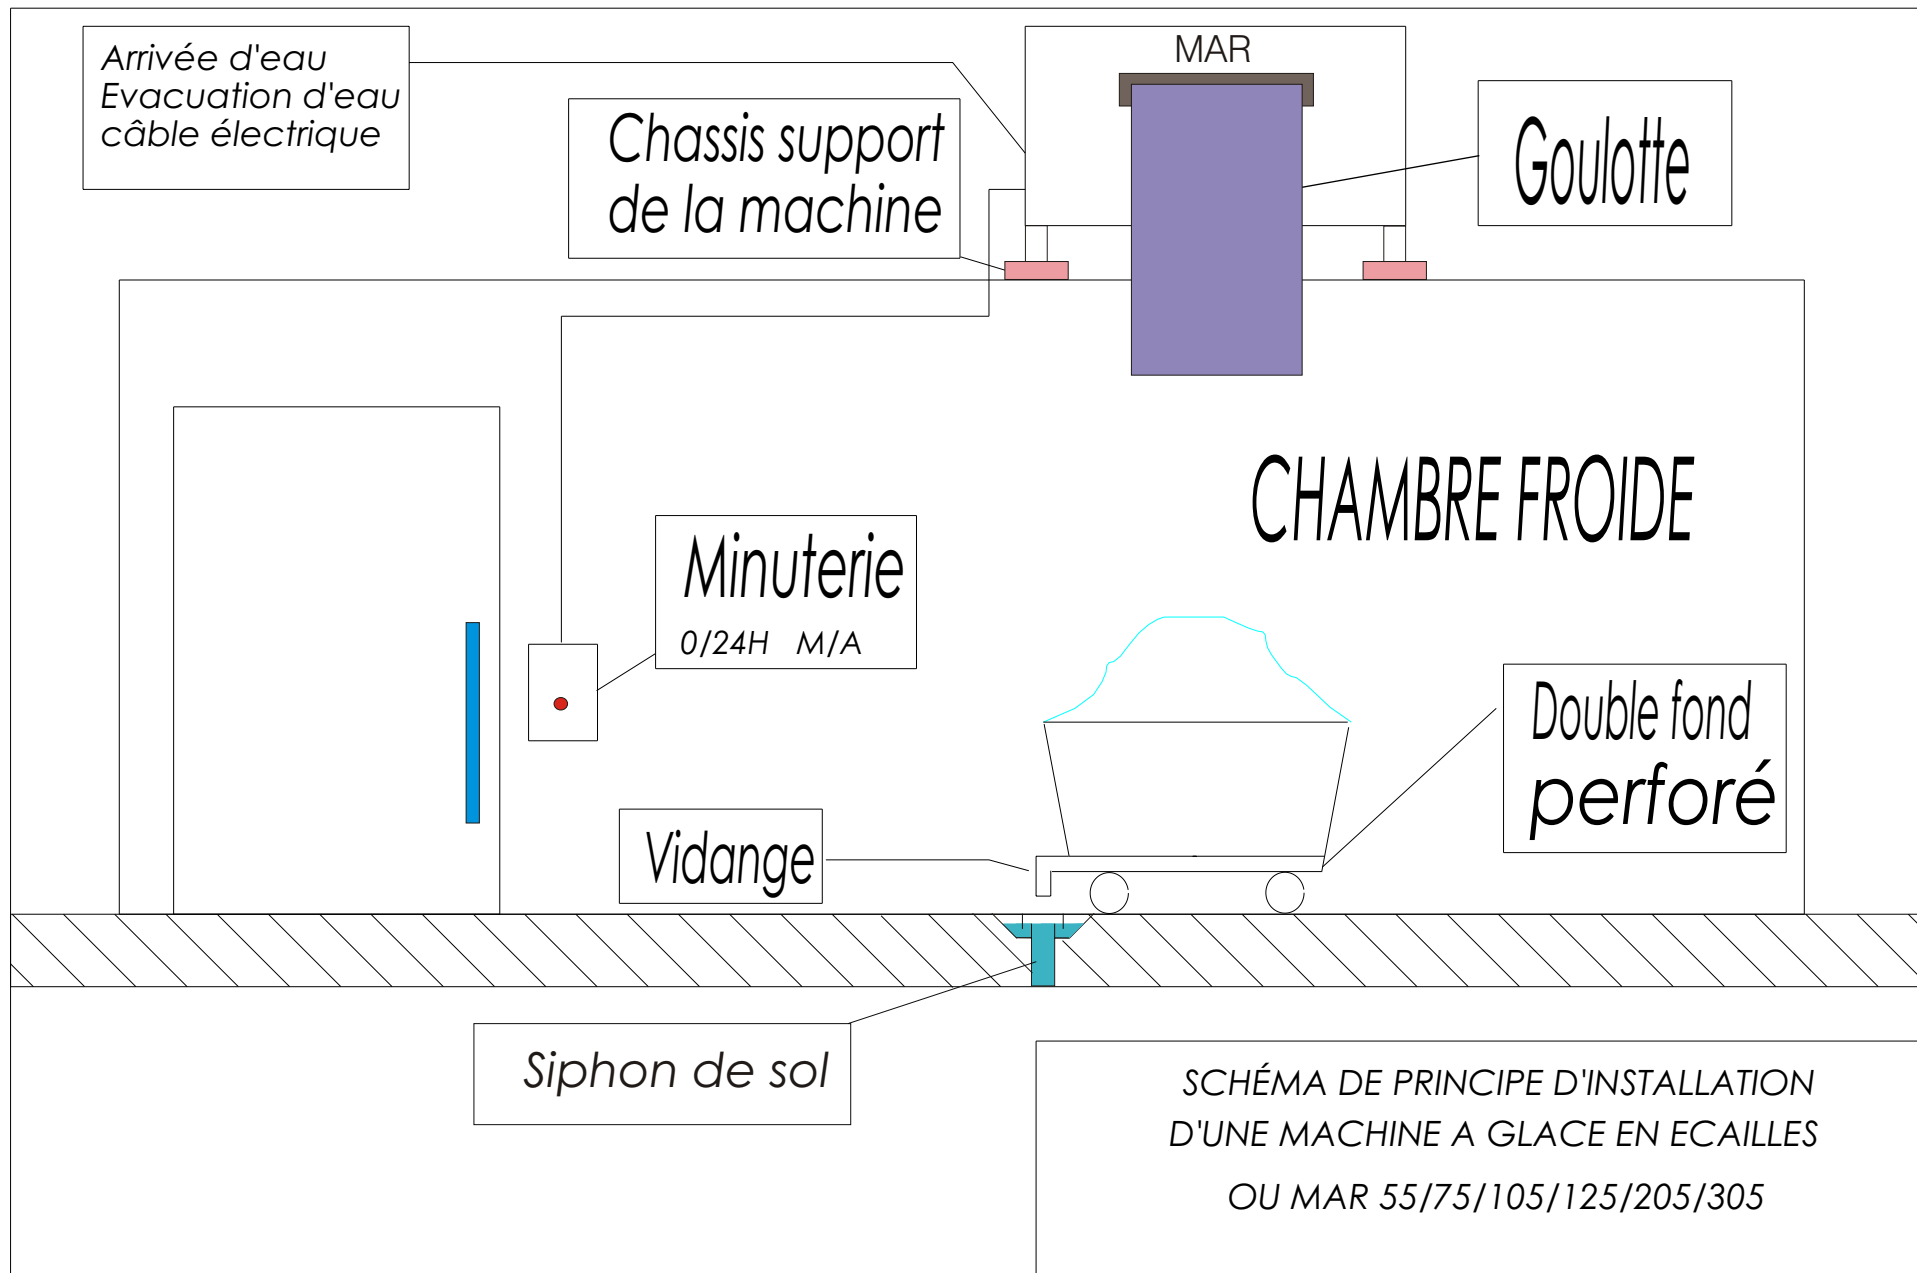 Arrivée d'eau
Evacuation d'eau
câble électrique
MAR
Chassis support
de la machine
Goulotte
CHAMBRE FROIDE
Minuterie
0/24H M/A
Double fond
perforé
Vidange
Siphon de sol
SCHÉMA DE PRINCIPE D'INSTALLATION
D'UNE MACHINE A GLACE EN ECAILLES
OU MAR 55/75/105/125/205/305